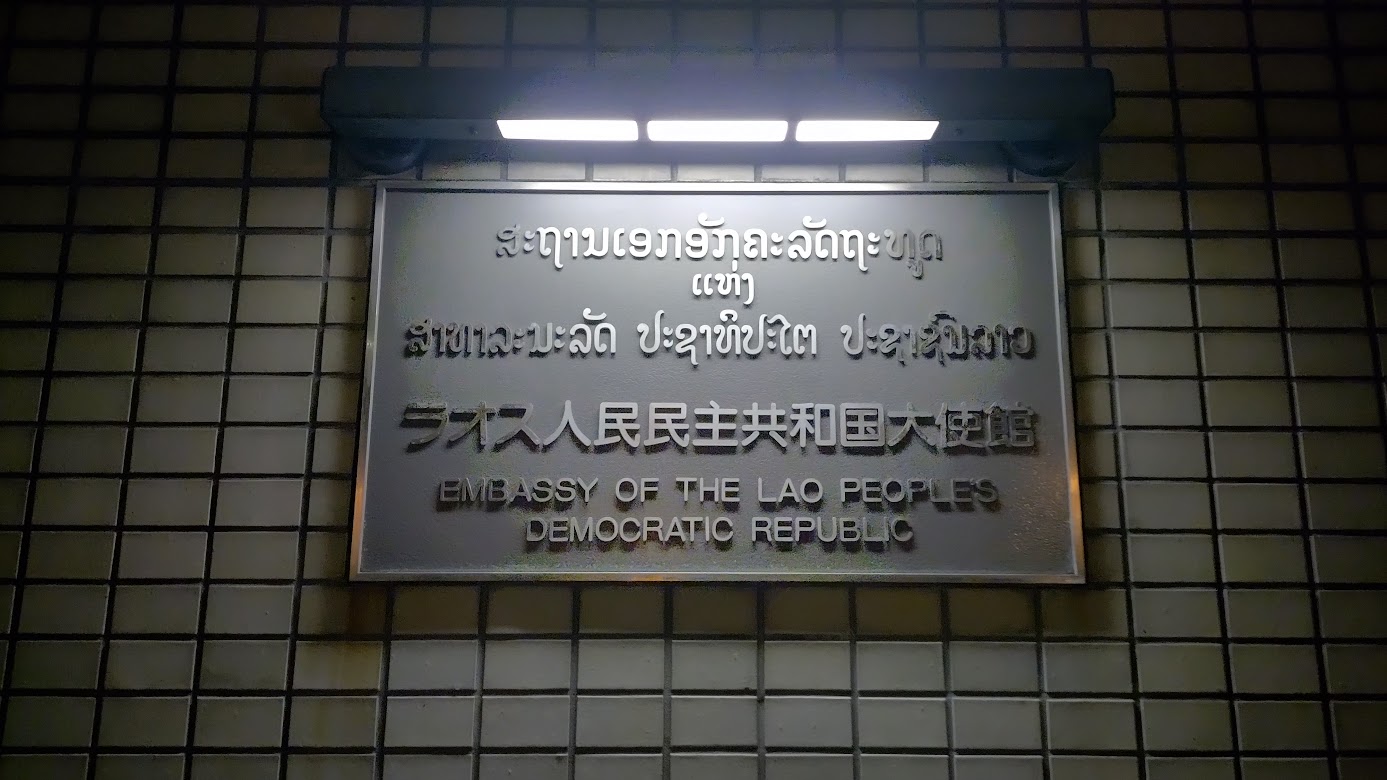 ສະຖານເອກອັກຄະລັດຖະທູດ
ແຫ່ງ
ສາທາລະນະລັດ ປະຊາທິປະໄຕ ປະຊາຊົນລາວ
ラオス人民民主共和国大使館
EMBASSY OF THE LAO PEOPLE'S
DEMOCRATIC REPUBLIC